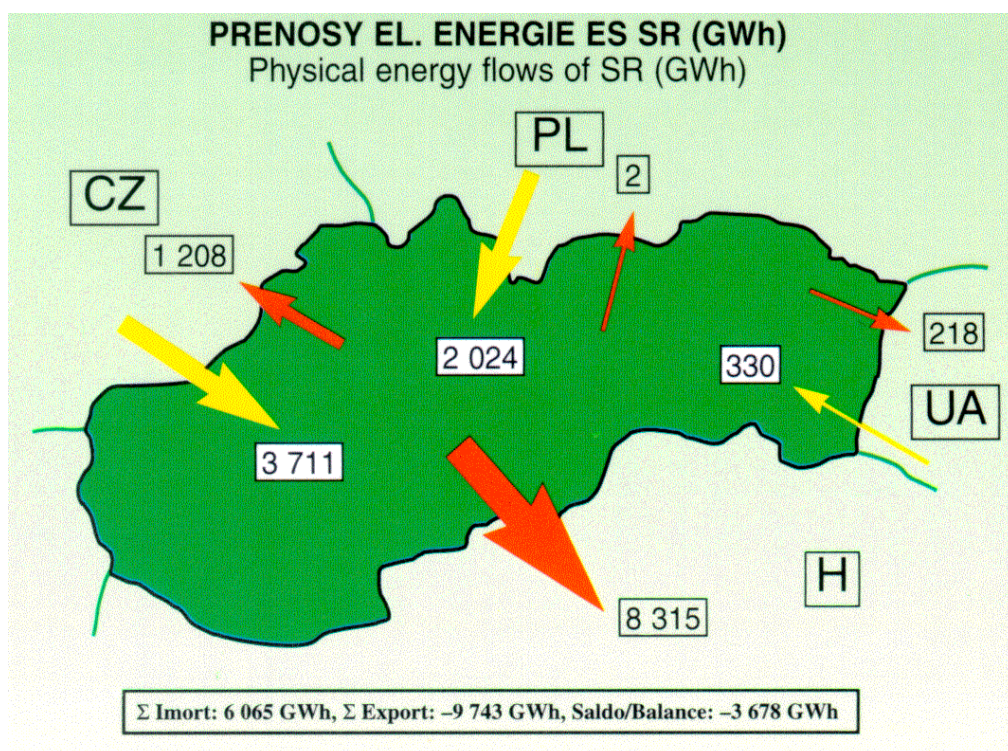 PRENOSY EL. ENERGIE ES SR (GWh)
Physical energy flows of SR (GWh)
PL
2
CZ
1 208
2 024
330
218
UA
3 711
H
8 315
Σ Imort: 6 065 GWh, Σ Export: –9 743 GWh, Saldo/Balance: –3 678 GWh